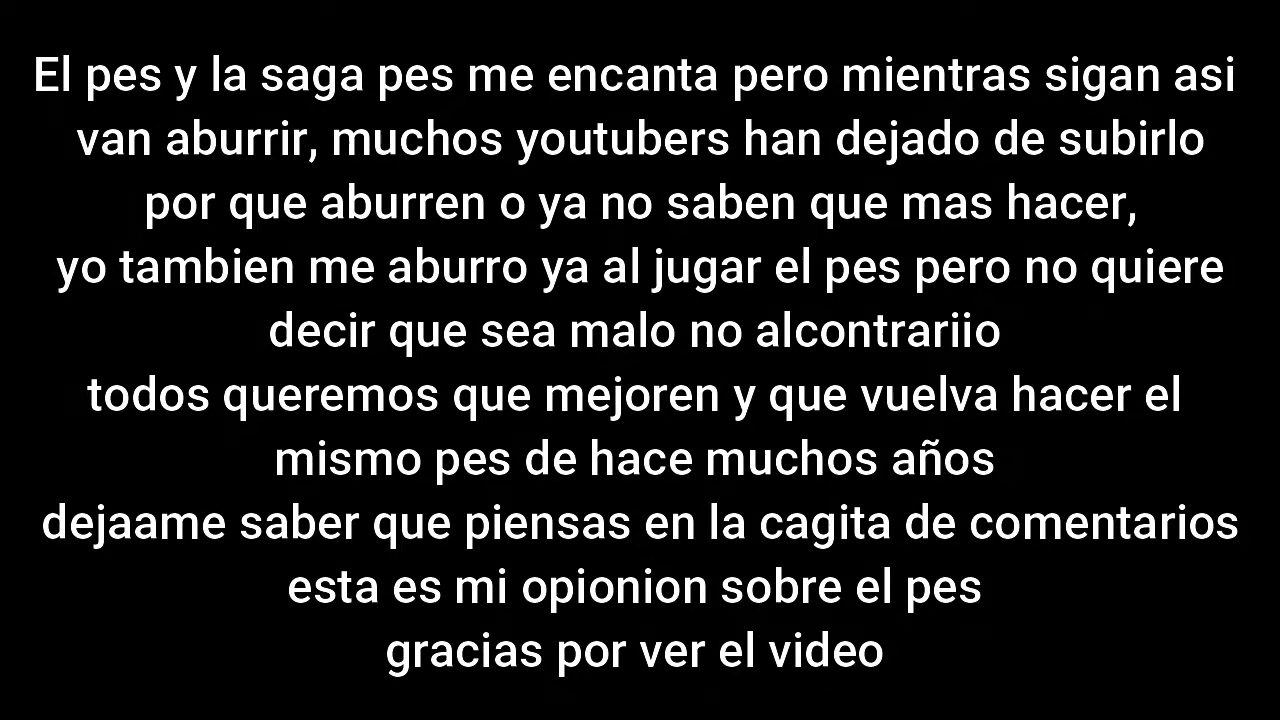 El pes y la saga pes me encanta pero mientras sigan asi
van aburrir, muchos youtubers han dejado de subirlo
por que aburren o ya no saben que mas hacer,
yo tambien me aburro ya al jugar el pes pero no quiere
decir que sea malo no alcontrariio
todos queremos que mejoren y que vuelva hacer el
mismo pes de hace muchos años
dejaame saber que piensas en la cagita de comentarios
esta es mi opionion sobre el pes
gracias por ver el video